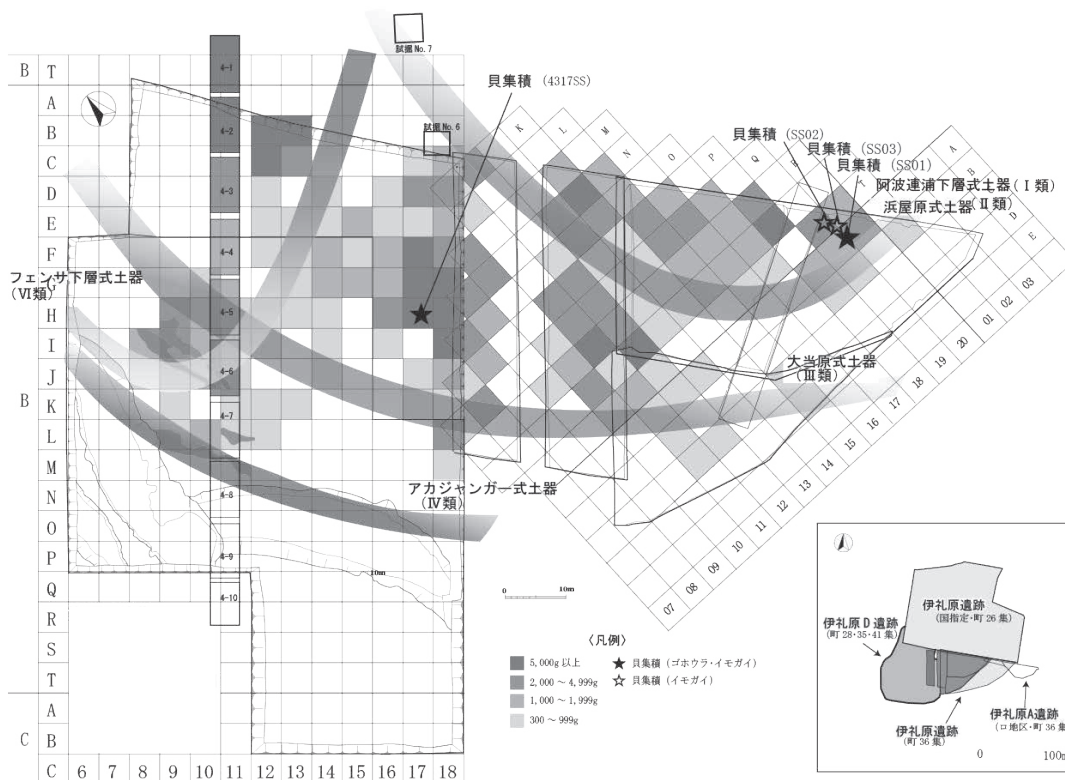 試掘 No. 7
B T
A
B
C
D
E
F
G
H
I
J
B K
L
M
N
O
P
Q
R
S
T
A
C B
C 6 7 8 9 10 11 12 13 14 15 16 17 18
4-1
4-2
4-3
4-4
4-5
4-6
4-7
4-8
4-9
4-10
試掘 No. 6
貝集積 (4317SS)
K L M N O P Q R T A B D E
貝集積 (SS02)
貝集積 (SS03)
貝集積 (SS01)
阿波連浦下層式土器(Ⅰ類)
浜屋原式土器(Ⅱ類)
フェンサ下層式土器
(Ⅵ類)
大当原式土器
(Ⅲ類)
アカジャンガー式土器
(Ⅳ類)
07 08 09 10 11 12 13 14 15 16 17 18 19 20 01 02 03
10mm
0 10m
〈凡例〉
5,000g 以上
2,000 ～ 4,999g
1,000 ～ 1,999g
300 ～ 999g
★ 貝集積 (ゴホウラ・イモガイ)
☆ 貝集積 (イモガイ)
伊礼原遺跡
(国指定・町 26 集)
伊礼原 D 遺跡
(町 28・35・41 集)
伊礼原遺跡
(町 36 集)
伊礼原A遺跡
(ロ地区・町 36 集)
0 100m